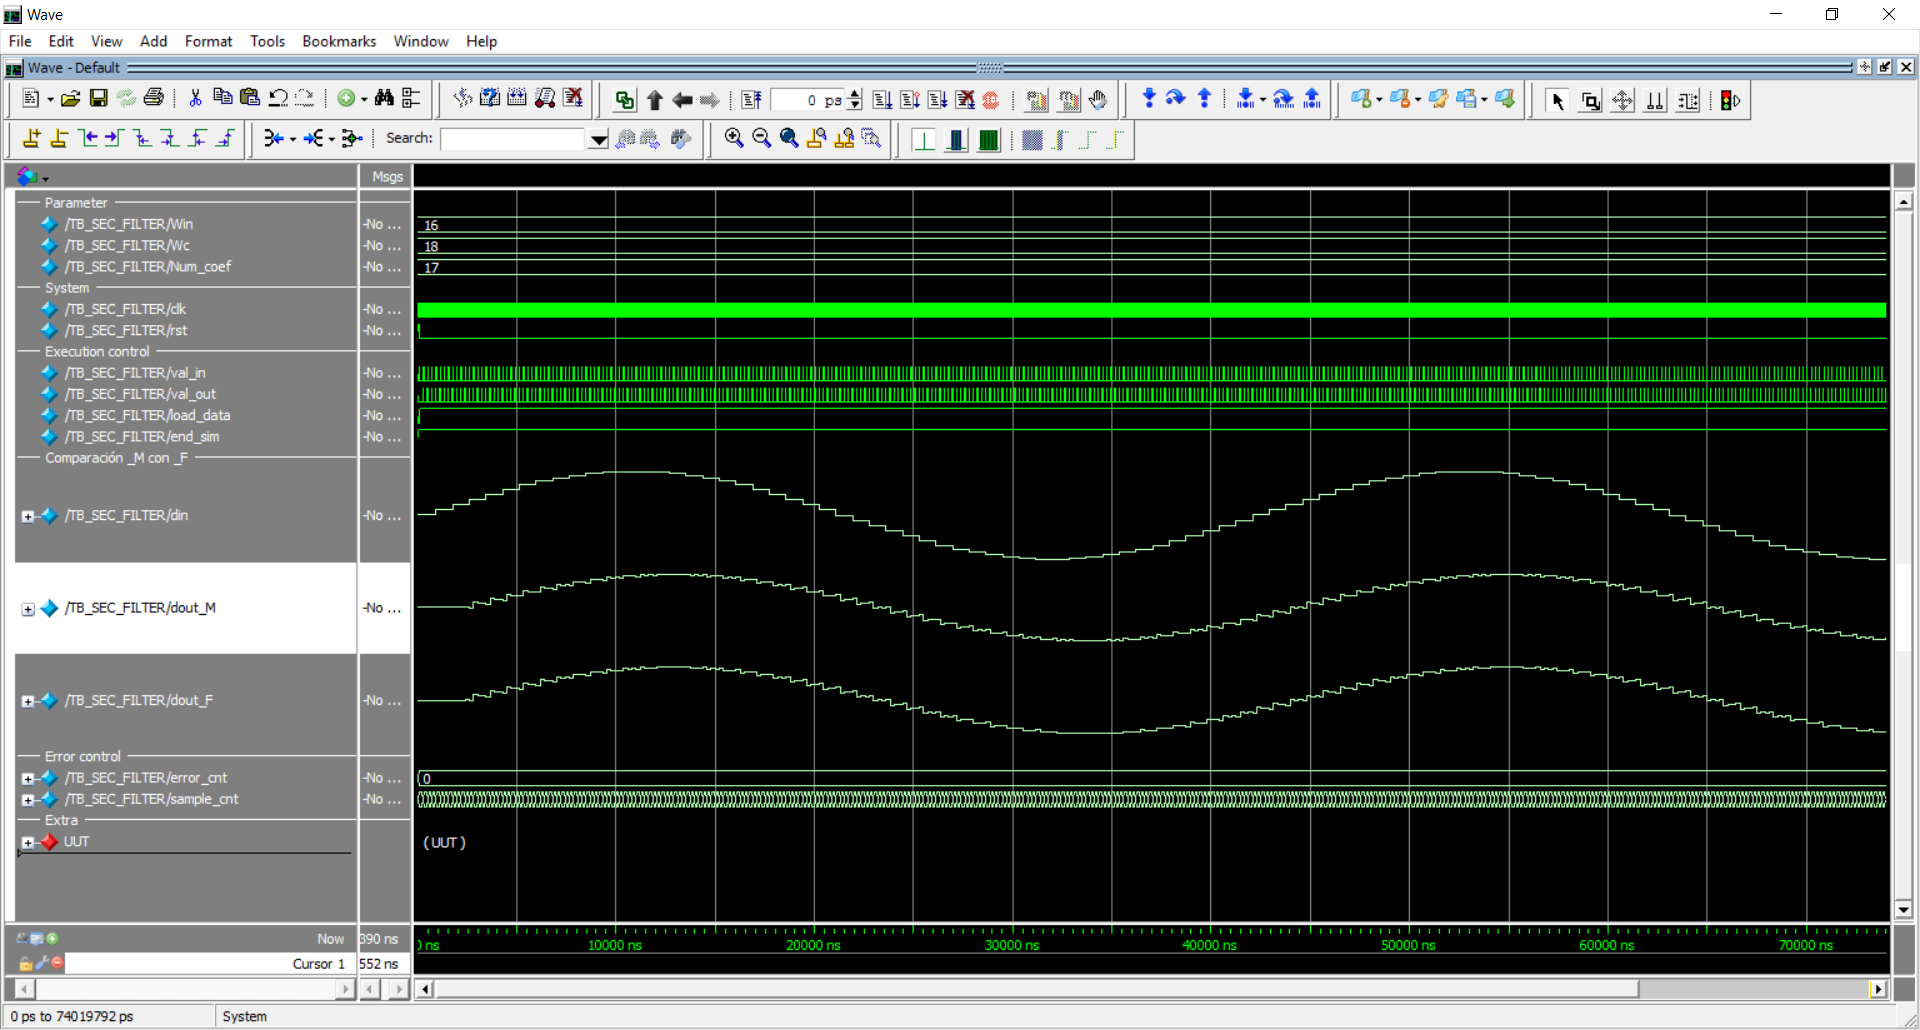 Wave
File Edit View Add Format Tools Bookmarks Window Help
Wave - Default
0 ps
Search:
Msgs
Parameter
/TB_SEC_FILTER/Win -No ... 16
/TB_SEC_FILTER/Wc -No ... 18
/TB_SEC_FILTER/Num_coef -No ... 17
System
/TB_SEC_FILTER/clk -No ...
/TB_SEC_FILTER/rst -No ...
Execution control
/TB_SEC_FILTER/val_in -No ...
/TB_SEC_FILTER/val_out -No ...
/TB_SEC_FILTER/load_data -No ...
/TB_SEC_FILTER/end_sim -No ...
Comparación _M con _F
/TB_SEC_FILTER/din -No ...
/TB_SEC_FILTER/dout_M -No ...
/TB_SEC_FILTER/dout_F -No ...
Error control
/TB_SEC_FILTER/error_cnt -No ... 0
/TB_SEC_FILTER/sample_cnt -No ...
Extra
UUT (UUT)
Now 390 ns
ns 10000 ns 20000 ns 30000 ns 40000 ns 50000 ns 60000 ns 70000 ns
Cursor 1 552 ns
0 ps to 74019792 ps System